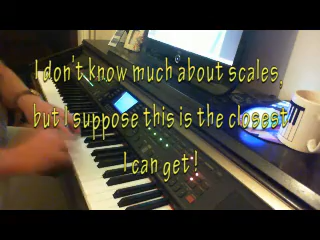 I don't know much about scales,
but I suppose this is the closest
I can get !